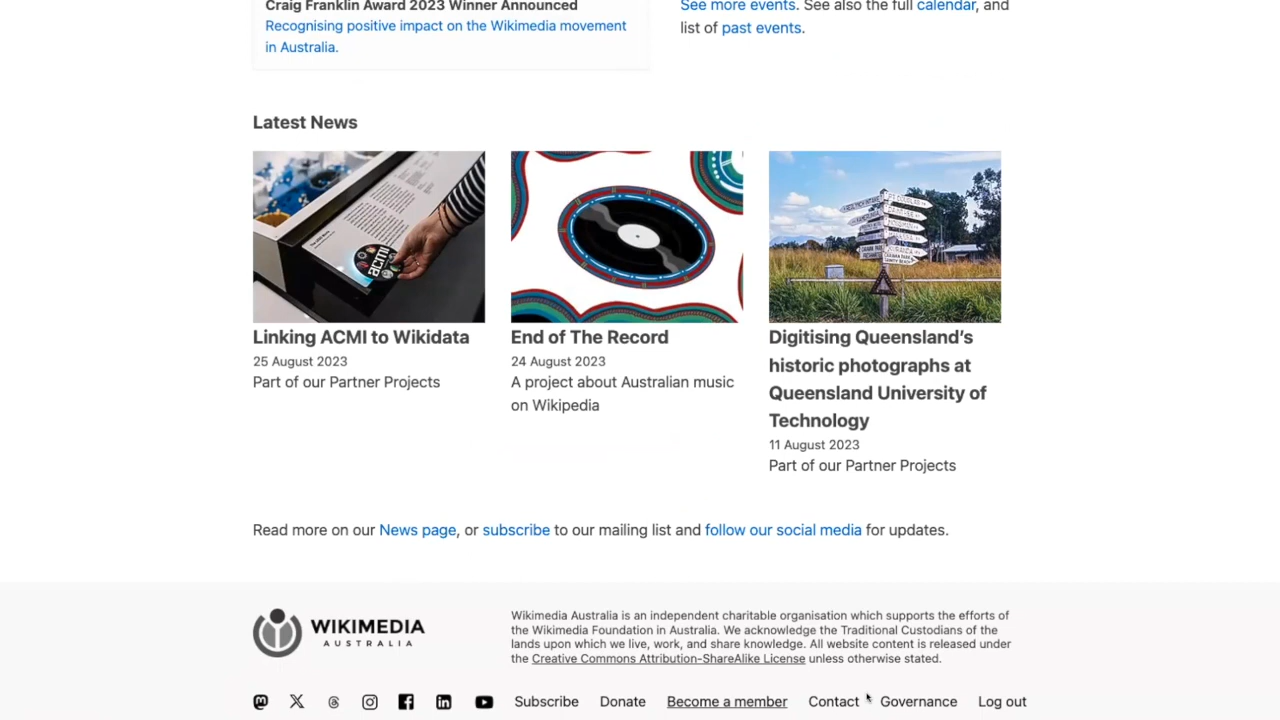 Craig Franklin Award 2023 Winner Announced
Recognising positive impact on the Wikimedia movement
in Australia.
See more events. See also the full calendar, and
list of past events.
Latest News
acmi
Linking ACMI to Wikidata
25 August 2023
Part of our Partner Projects
End of The Record
24 August 2023
A project about Australian music
on Wikipedia
Digitising Queensland’s
historic photographs at
Queensland University of
Technology
11 August 2023
Part of our Partner Projects
Read more on our News page, or subscribe to our mailing list and follow our social media for updates.
WIKIMEDIA
AUSTRALIA
Wikimedia Australia is an independent charitable organisation which supports the efforts of
the Wikimedia Foundation in Australia. We acknowledge the Traditional Custodians of the
lands upon which we live, work, and share knowledge. All website content is released under
the Creative Commons Attribution-ShareAlike License unless otherwise stated.
Subscribe Donate Become a member Contact Governance Log out